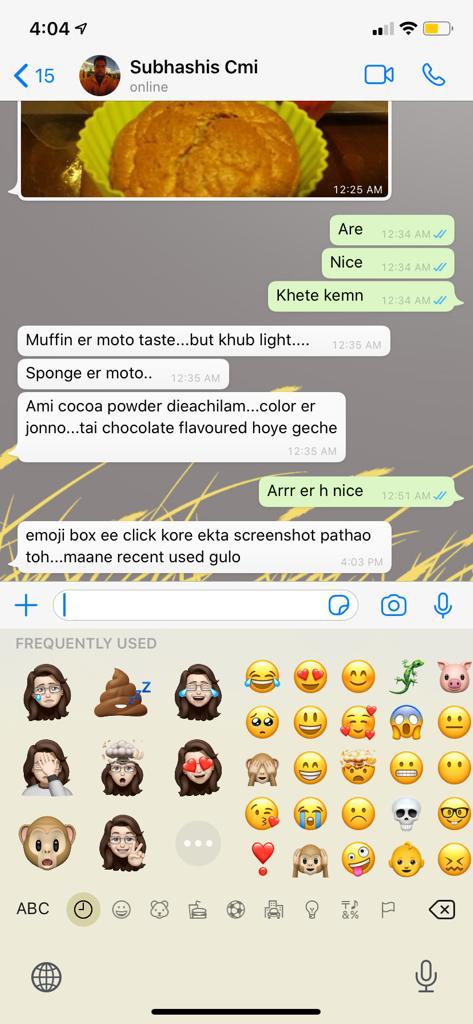 4:04
15
Subhashis Cmi
online
12:25 AM
Are 12:34 AM
Nice 12:34 AM
Khete kemn 12:34 AM
Muffin er moto taste...but khub light.... 12:35 AM
Sponge er moto.. 12:35 AM
Ami cocoa powder dieachilam...color er
jonno...tai chocolate flavoured hoye geche
12:35 AM
Arrr er h nice 12:51 AM
emoji box ee click kore ekta screenshot pathao
toh...maane recent used gulo 4:03 PM
FREQUENTLY USED
ABC